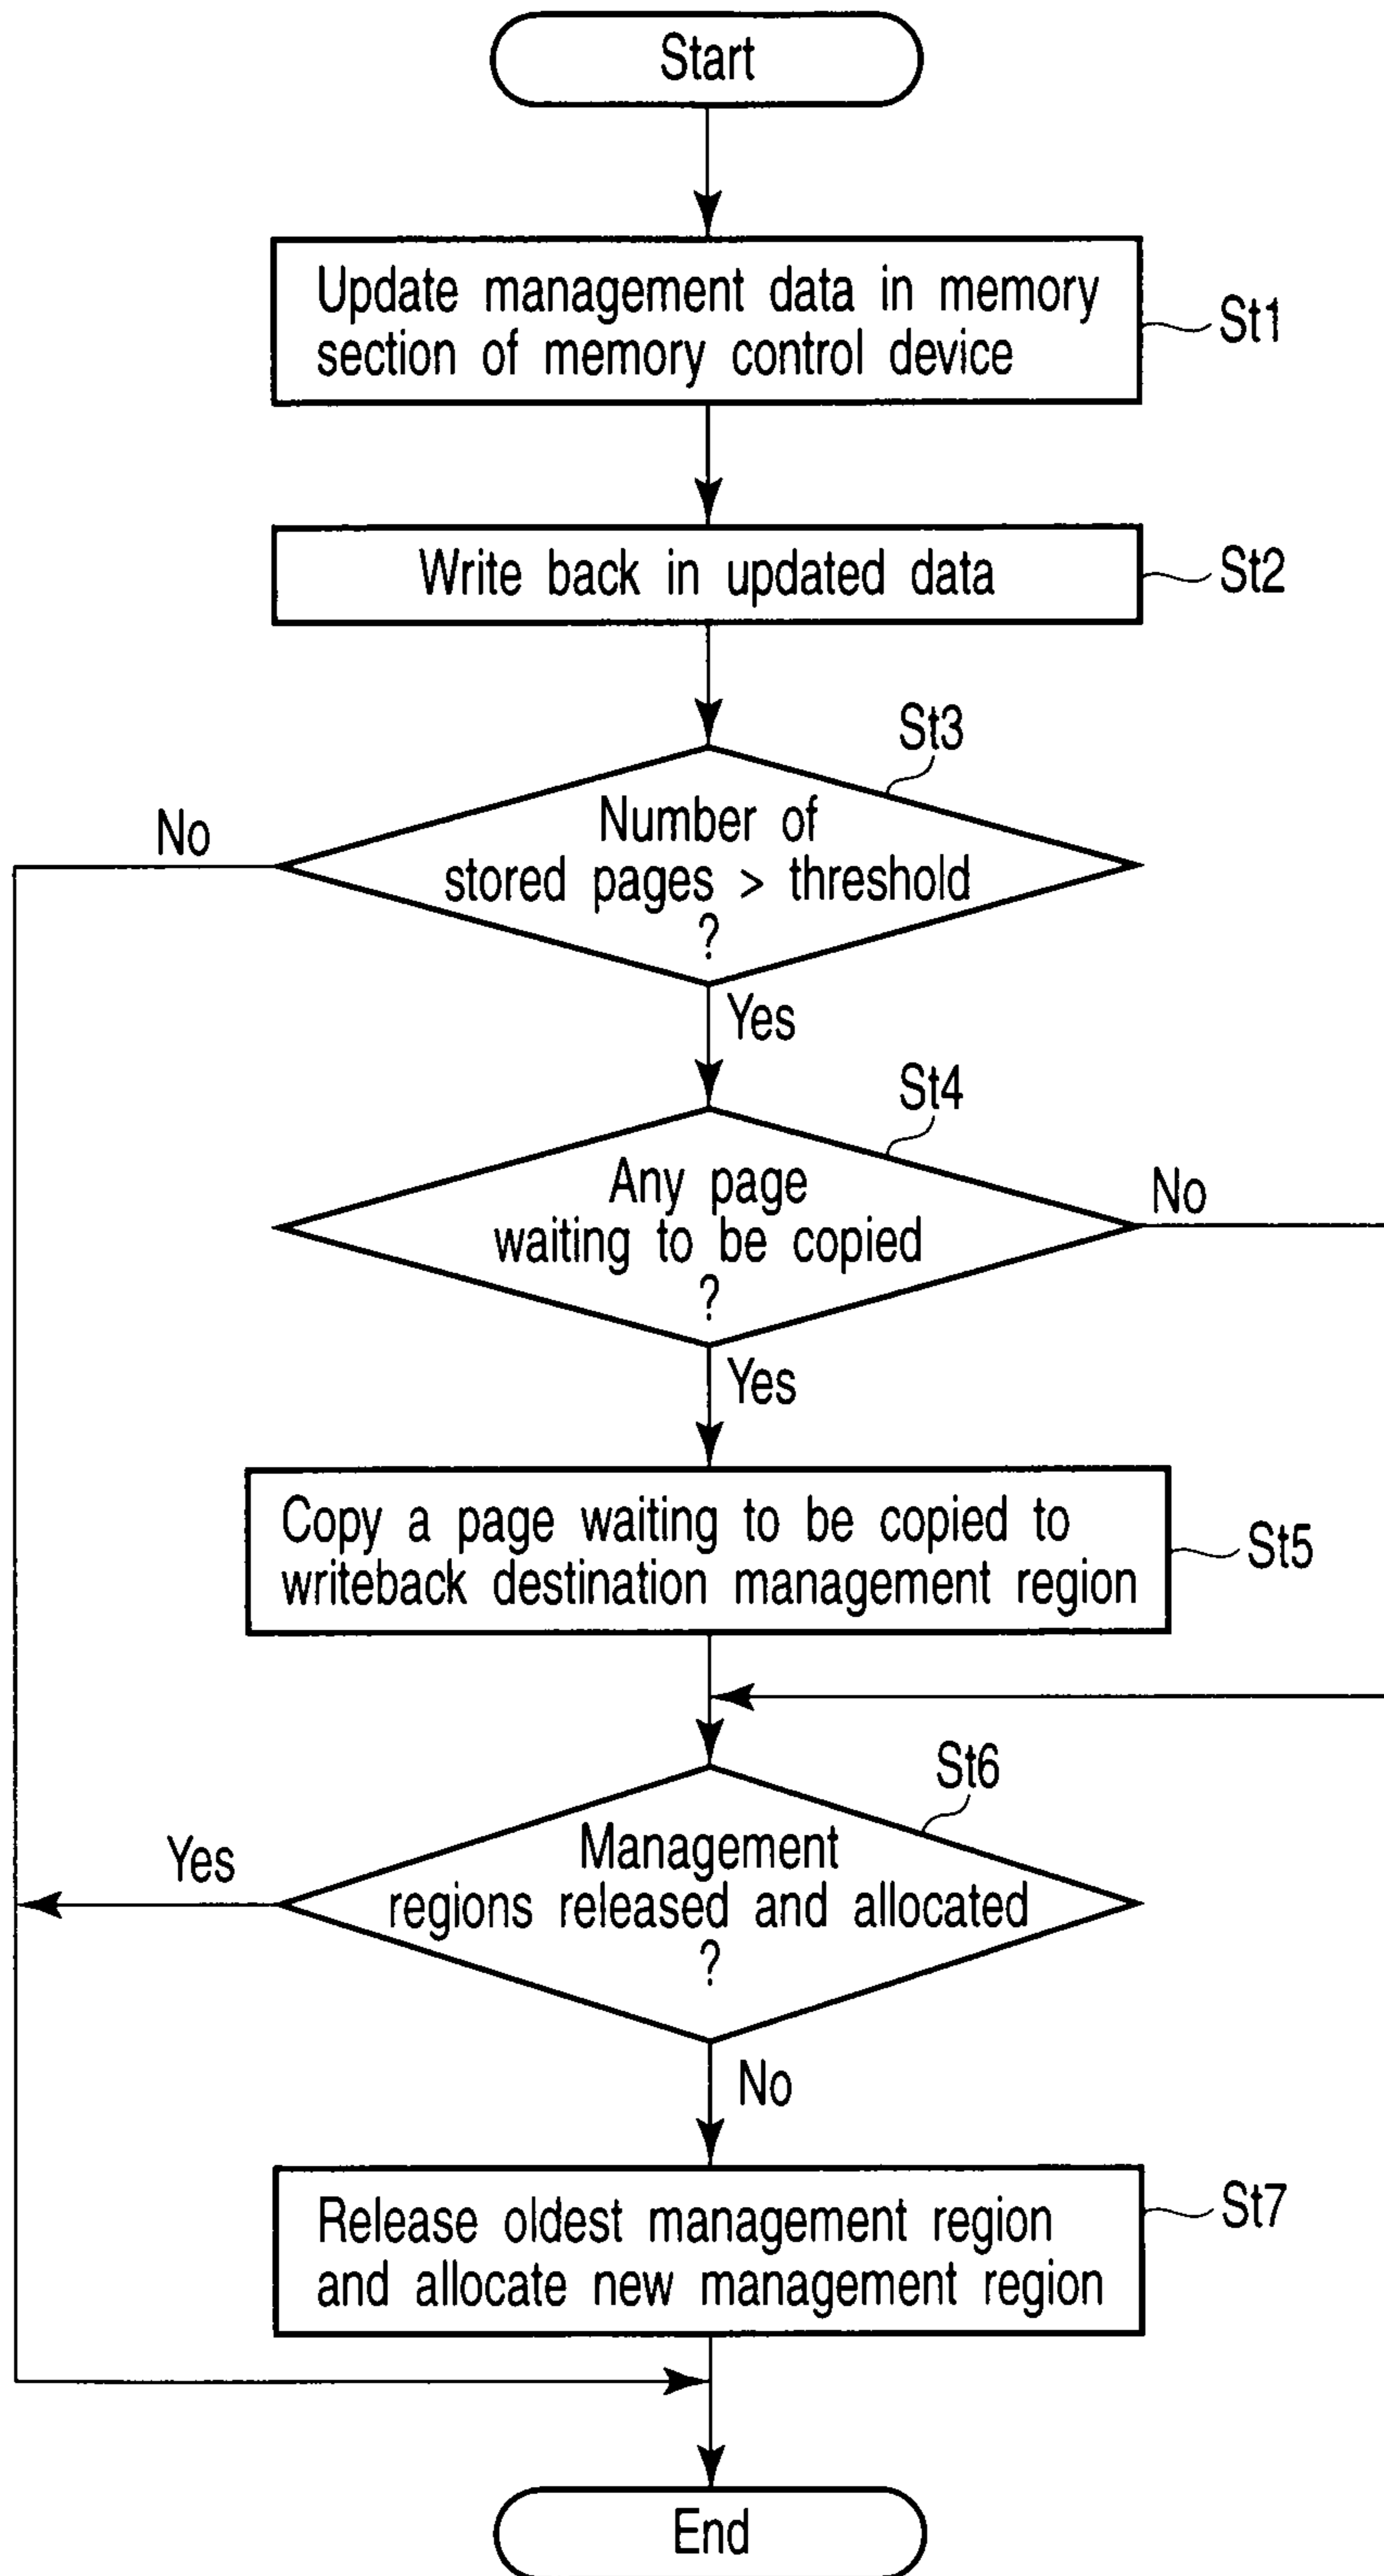 Start
Update management data in memory
section of memory control device
St1
Write back in updated data
St2
St3
Number of
stored pages > threshold
?
No
Yes
St4
Any page
waiting to be copied
?
No
Yes
Copy a page waiting to be copied to
writeback destination management region
St5
St6
Management
regions released and allocated
?
Yes
No
Release oldest management region
and allocate new management region
St7
End